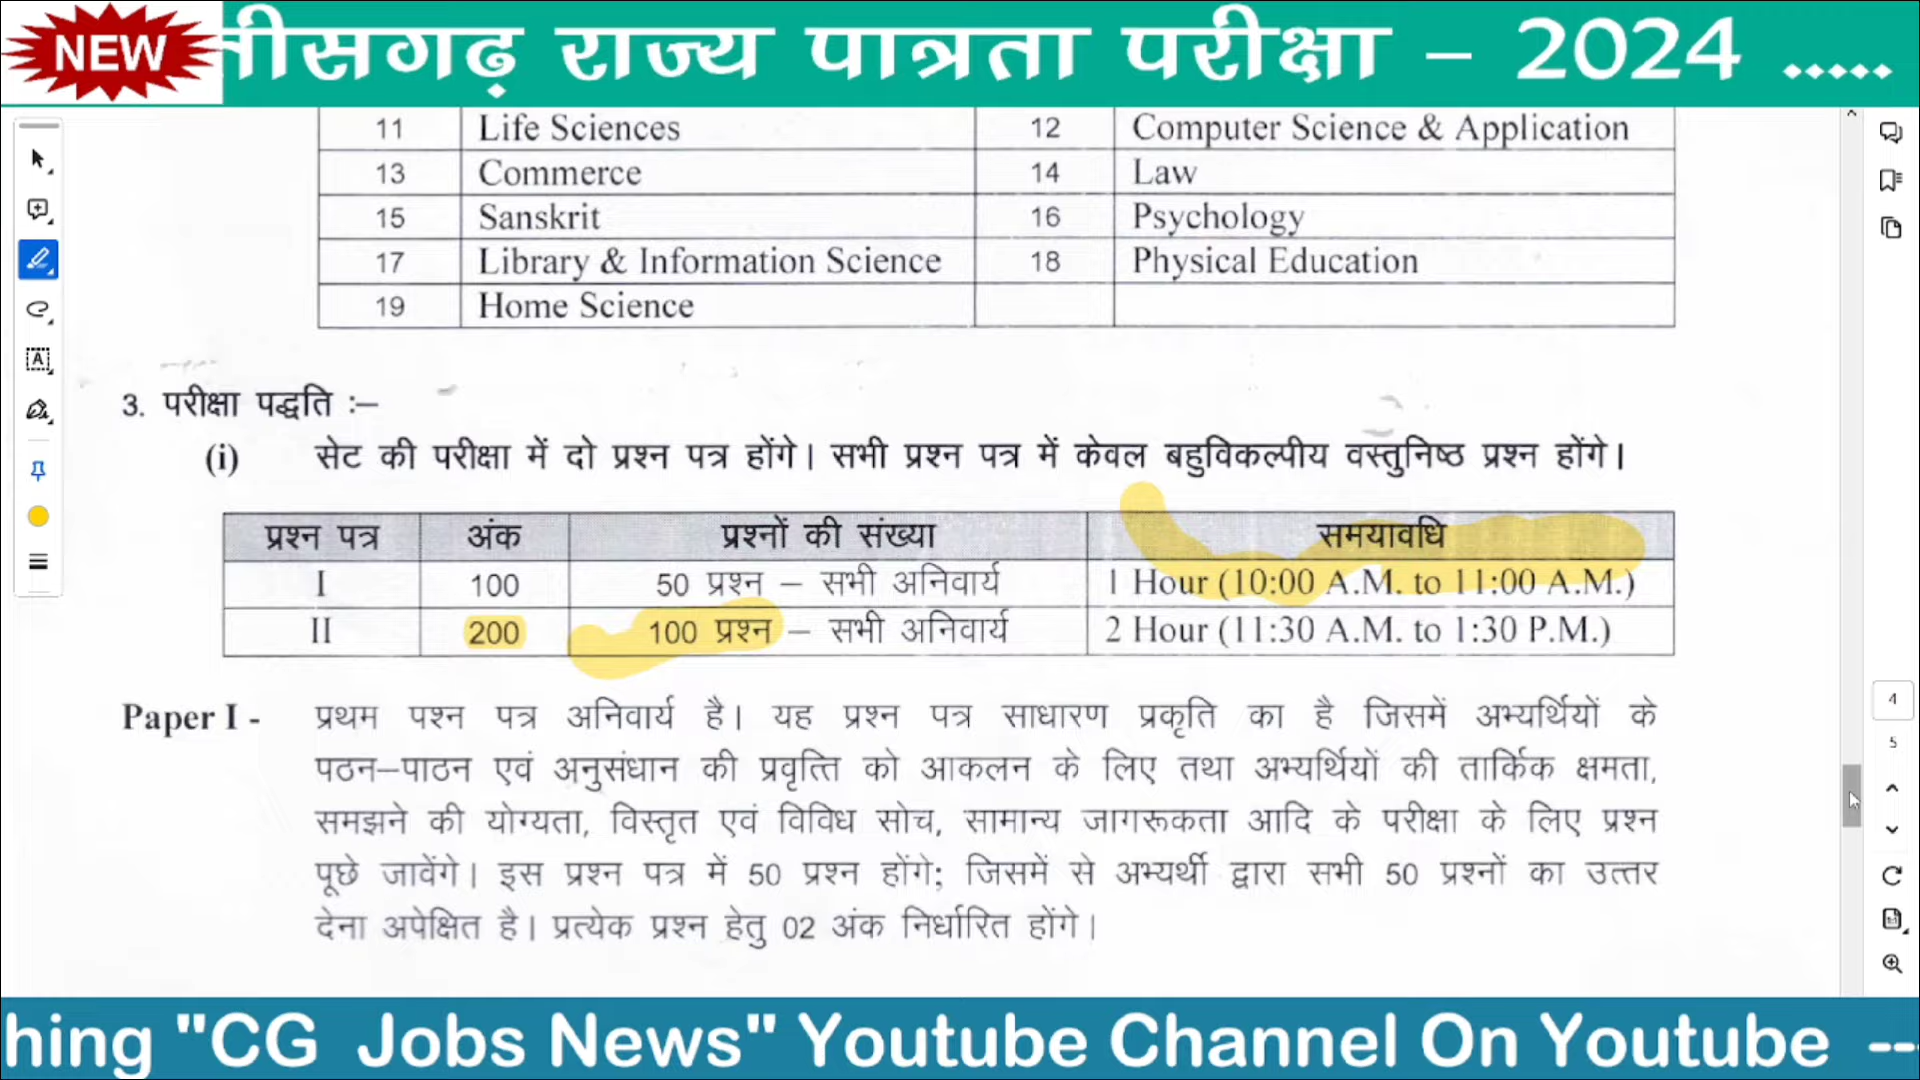 NEW
तीसगढ़ राज्य पात्रता परीक्षा – 2024 .....
11 Life Sciences 12 Computer Science & Application
13 Commerce 14 Law
15 Sanskrit 16 Psychology
17 Library & Information Science 18 Physical Education
19 Home Science
3. परीक्षा पद्धति :–
(i) सेट की परीक्षा में दो प्रश्न पत्र होंगे। सभी प्रश्न पत्र में केवल बहुविकल्पीय वस्तुनिष्ठ प्रश्न होंगे।
प्रश्न पत्र अंक प्रश्नों की संख्या समयावधि
I 100 50 प्रश्न – सभी अनिवार्य 1 Hour (10:00 A.M. to 11:00 A.M.)
II 200 100 प्रश्न – सभी अनिवार्य 2 Hour (11:30 A.M. to 1:30 P.M.)
Paper I - प्रथम पश्न पत्र अनिवार्य है। यह प्रश्न पत्र साधारण प्रकृति का है जिसमें अभ्यर्थियों के
पठन–पाठन एवं अनुसंधान की प्रवृत्ति को आकलन के लिए तथा अभ्यर्थियों की तार्किक क्षमता,
समझने की योग्यता, विस्तृत एवं विविध सोच, सामान्य जागरूकता आदि के परीक्षा के लिए प्रश्न
पूछे जावेंगे। इस प्रश्न पत्र में 50 प्रश्न होंगे; जिसमें से अभ्यर्थी द्वारा सभी 50 प्रश्नों का उत्तर
देना अपेक्षित है। प्रत्येक प्रश्न हेतु 02 अंक निर्धारित होंगे।
4
5
hing "CG Jobs News" Youtube Channel On Youtube --